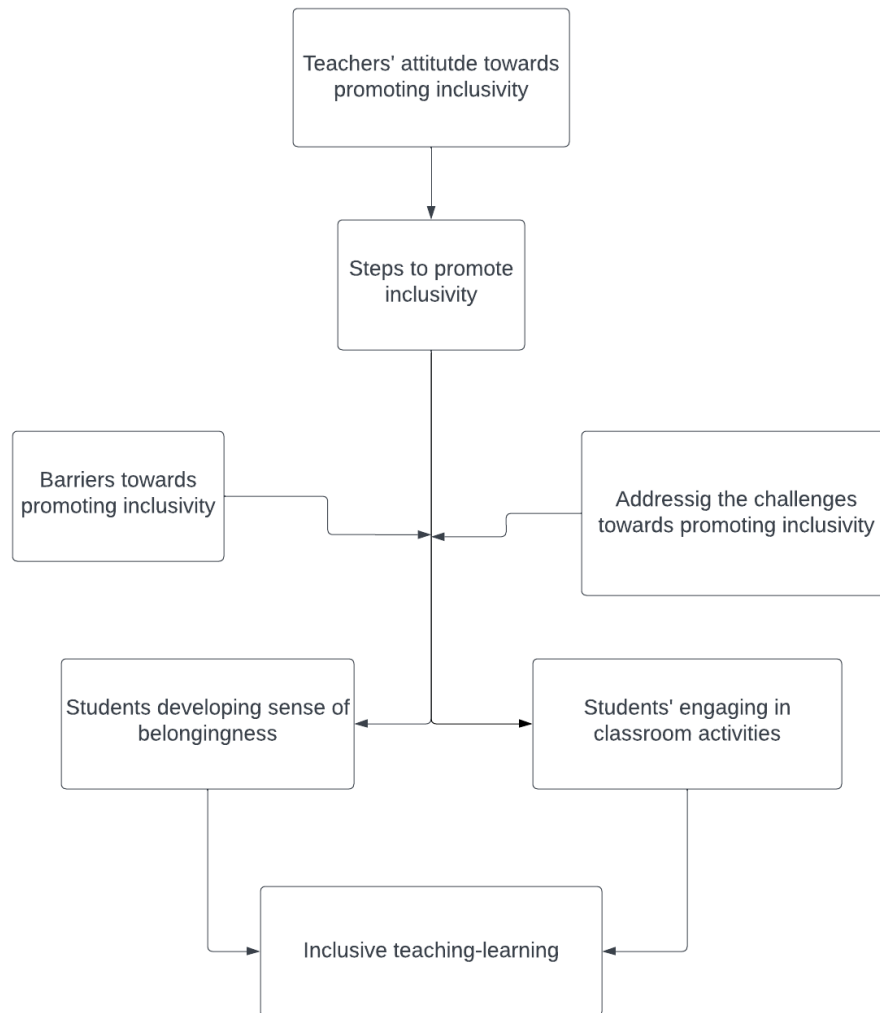 Teachers' attitutde towards
promoting inclusivity
Steps to promote
inclusivity
Barriers towards
promoting inclusivity
Addressig the challenges
towards promoting inclusivity
Students developing sense of
belongingness
Students' engaging in
classroom activities
Inclusive teaching-learning